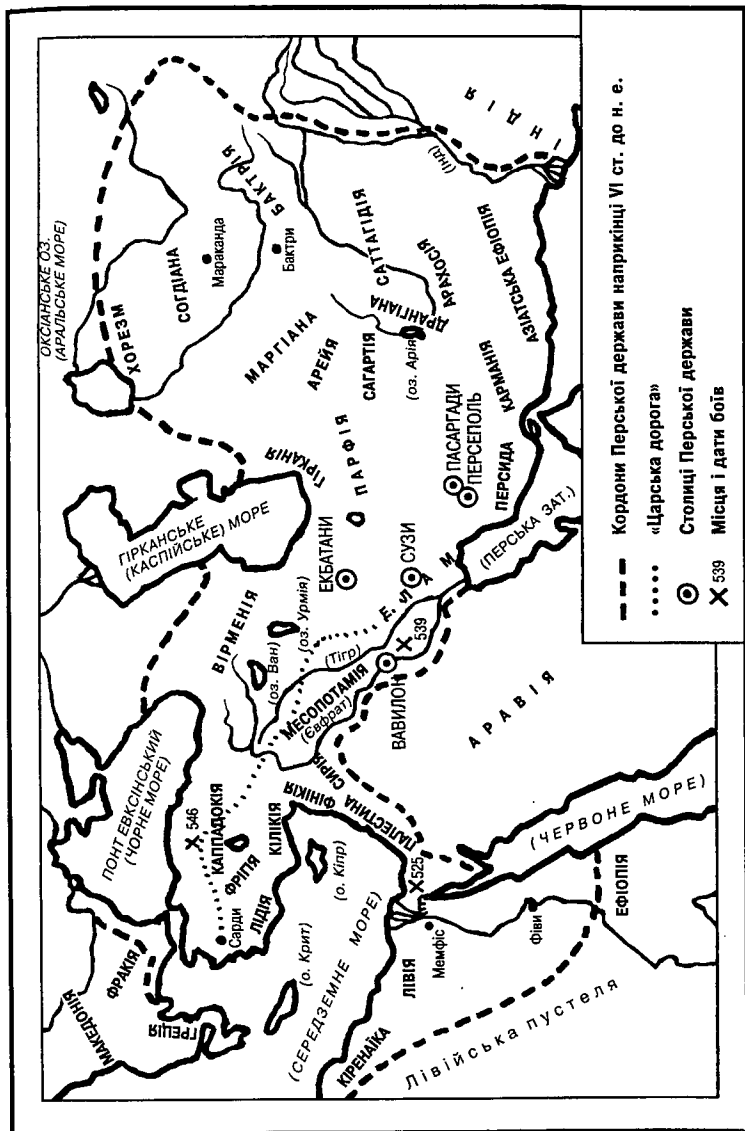 МАКЕДОНІЯ
ФРАКІЯ
ГРЕЦІЯ
ПОНТ ЕВКСІНСЬКИЙ
(ЧОРНЕ МОРЕ)
ГІРКАНСЬКЕ
(КАСПІЙСЬКЕ) МОРЕ
ОКСІАНСЬКЕ ОЗ.
(АРАЛЬСЬКЕ МОРЕ)
ХОРЕЗМ
СОГДІАНА
Мараканда
БАКТРІЯ
Бактри
МАРГІАНА
АРЕЙЯ
САГАРТІЯ
(оз. Арія)
ДРАНГІАНА
САТТАГІДІЯ
АРАХОСІЯ
АЗІАТСЬКА ЕФІОПІЯ
(ІНД)
ІНДІЯ
ГІРКАНІЯ
ПАРФІЯ
ЕКБАТАНИ
ВІРМЕНІЯ
(оз. Ван)
(оз. Урмія)
Сарди
546
КАППАДОКІЯ
ФРІГІЯ
ЛІДІЯ
КІЛІКІЯ
(о. Кіпр)
(о. Крит)
(СЕРЕДЗЕМНЕ МОРЕ)
ФІНІКІЯ
СИРІЯ
ПАЛЕСТИНА
(Тігр)
МЕСОПОТАМІЯ
(Євфрат)
ВАВИЛОН
539
ЕЛАМ
СУЗИ
ПАСАРГАДИ
ПЕРСЕПОЛЬ
ПЕРСИДА
КАРМАНІЯ
(ПЕРСЬКА ЗАТ.)
АРАВІЯ
(ЧЕРВОНЕ МОРЕ)
525
КІРЕНАЇКА
ЛІВІЯ
Мемфіс
Фіви
ЕФІОПІЯ
Лівійська пустеля
Кордони Перської держави наприкінці VI ст. до н. е.
«Царська дорога»
Столиці Перської держави
539 Місця і дати боїв